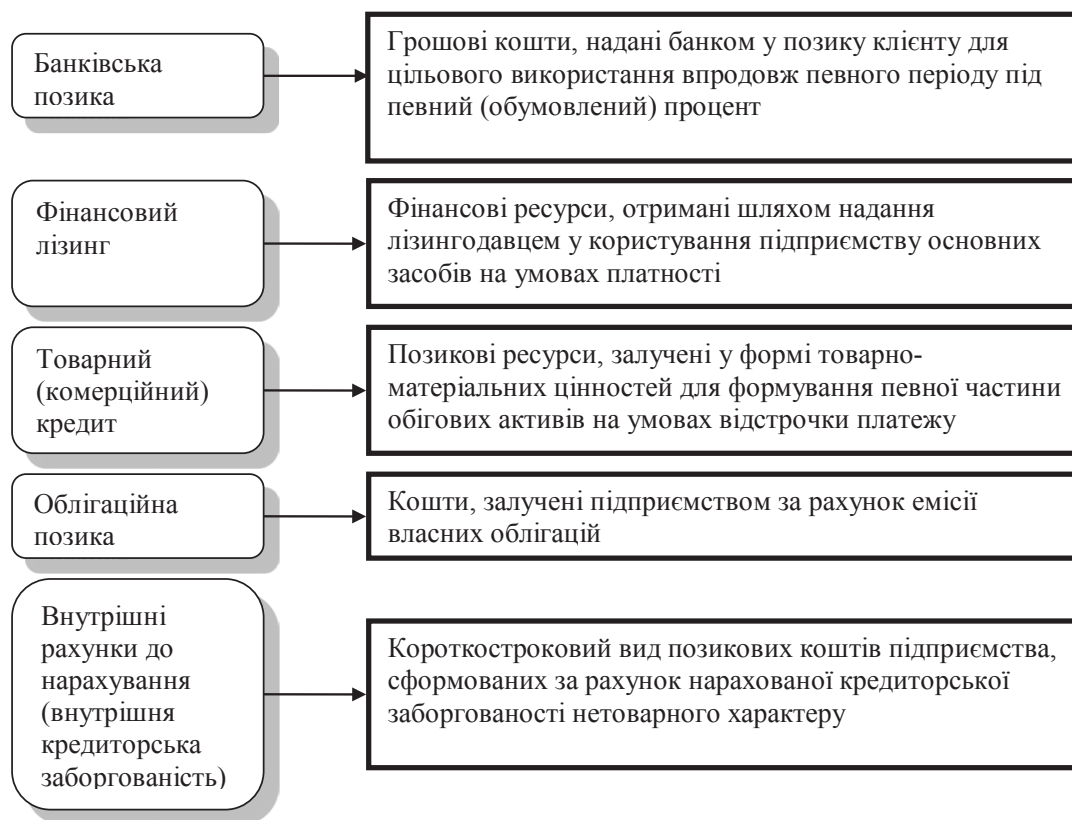 Банківська
позика
Грошові кошти, надані банком у позику клієнту для
цільового використання впродовж певного періоду під
певний (обумовлений) процент
Фінансовий
лізинг
Фінансові ресурси, отримані шляхом надання
лізингодавцем у користування підприємству основних
засобів на умовах платності
Товарний
(комерційний)
кредит
Позикові ресурси, залучені у формі товарно-
матеріальних цінностей для формування певної частини
обігових активів на умовах відстрочки платежу
Облігаційна
позика
Кошти, залучені підприємством за рахунок емісії
власних облігацій
Внутрішні
рахунки до
нарахування
(внутрішня
кредиторська
заборгованість)
Короткостроковий вид позикових коштів підприємства,
сформованих за рахунок нарахованої кредиторської
заборгованості нетоварного характеру